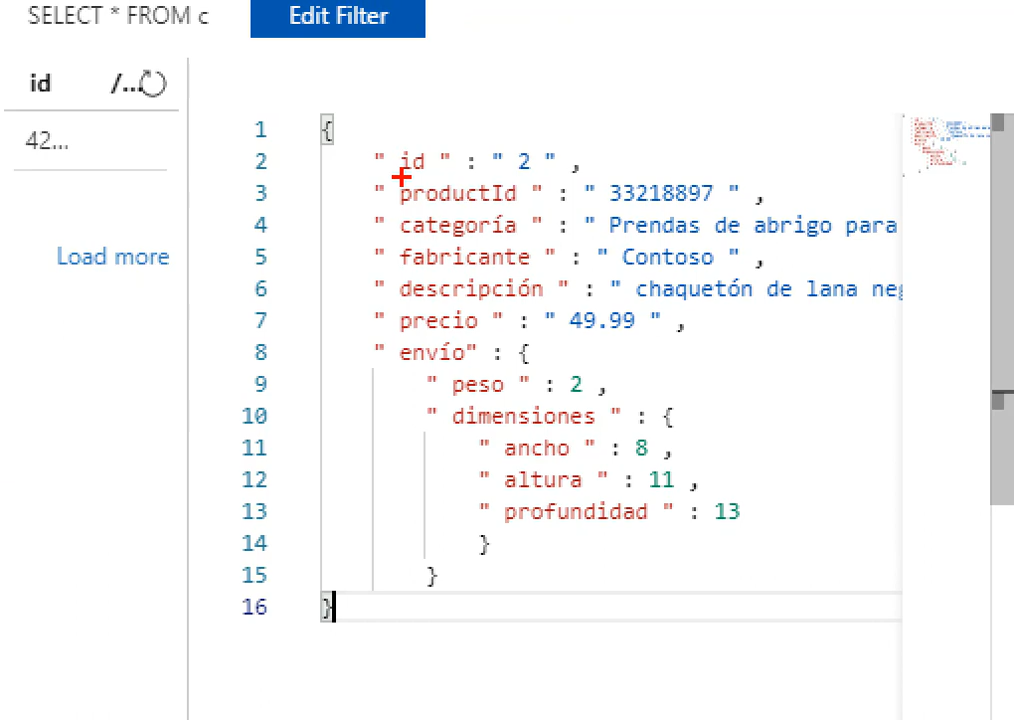 SELECT * FROM c
Edit Filter
id /...
42...
Load more
1 {
2 " id " : " 2 " ,
3 " productId " : " 33218897 " ,
4 " categoría " : " Prendas de abrigo para
5 " fabricante " : " Contoso " ,
6 " descripción " : " chaquetón de lana
7 " precio " : " 49.99 " ,
8 " envío" : {
9 " peso " : 2 ,
10 " dimensiones " : {
11 " ancho " : 8 ,
12 " altura " : 11 ,
13 " profundidad " : 13
14 }
15 }
16 }